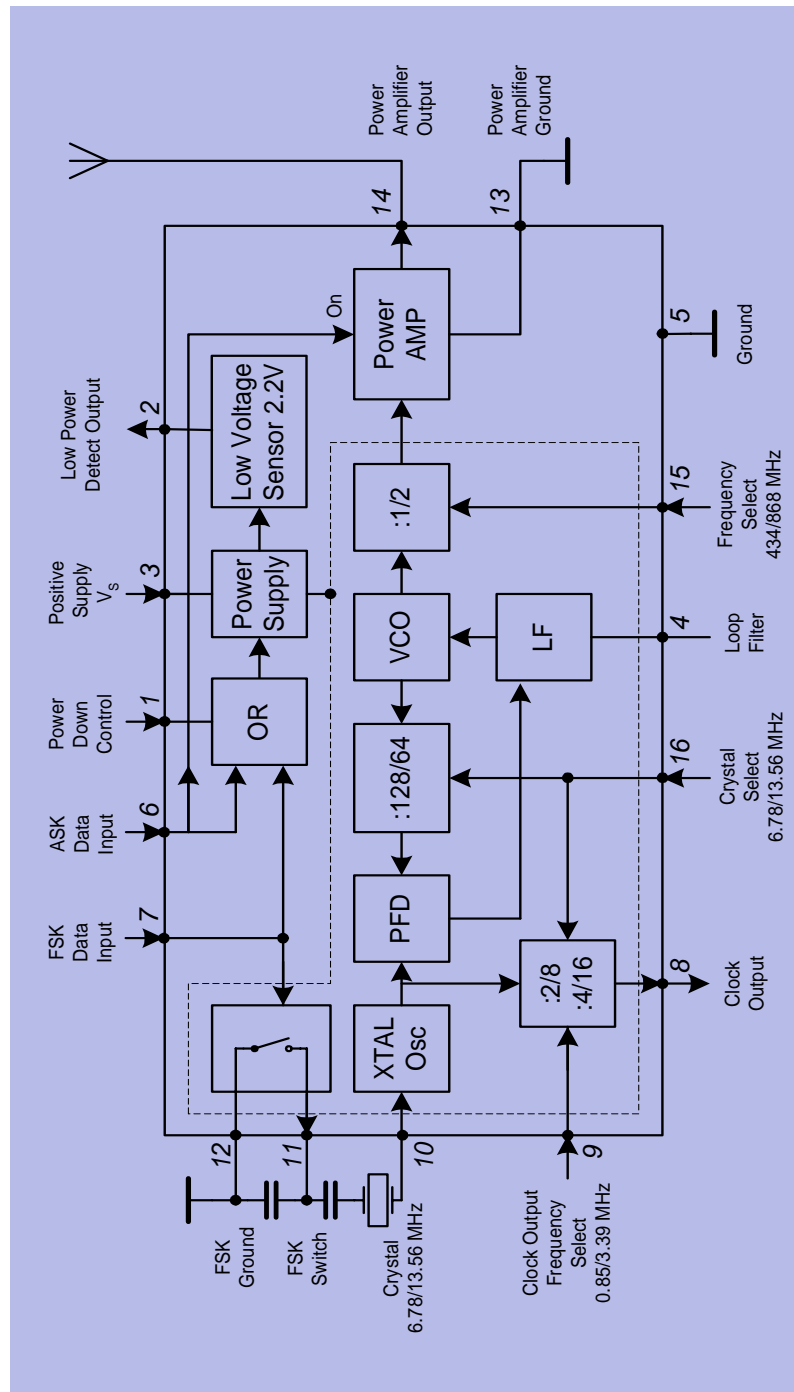 FSK
Data
Input
7
ASK
Data
Input
6
Power
Down
Control
1
Positive
Supply
VS
3
Low Power
Detect Output
2
OR
Power
Supply
Low Voltage
Sensor 2.2V
On
FSK
Ground
12
FSK
Switch
11
Crystal
6.78/13.56 MHz
10
XTAL
Osc
PFD
:128/64
VCO
:1/2
Power
AMP
14
Power
Amplifier
Output
13
Power
Amplifier
Ground
LF
:2/8
:4/16
Clock Output
Frequency
Select
0.85/3.39 MHz
9
8
Clock
Output
16
Crystal
Select
6.78/13.56 MHz
4
Loop
Filter
15
Frequency
Select
434/868 MHz
5
Ground